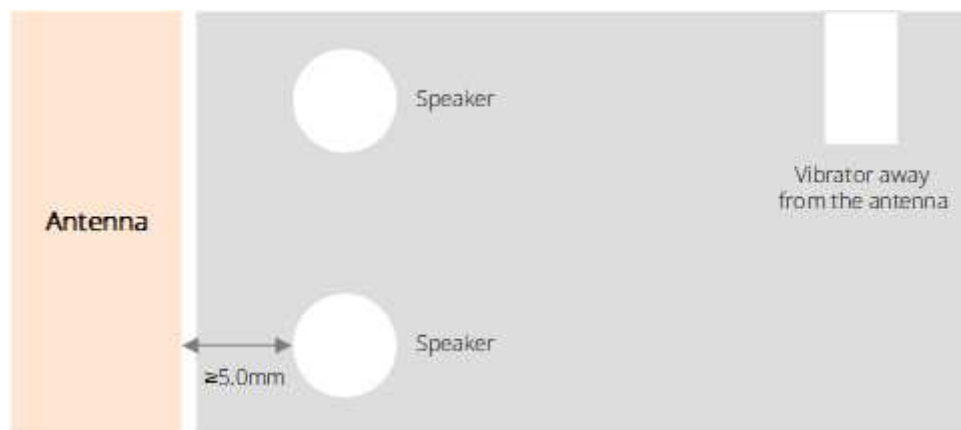 Speaker
Vibrator away
from the antenna
Antenna
Speaker
≥5.0mm